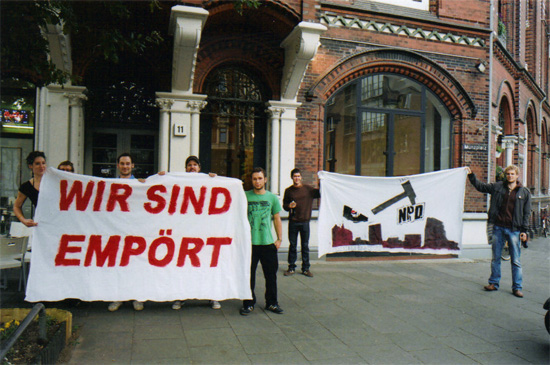 WIR SIND
EMPÖRT
11
NPD